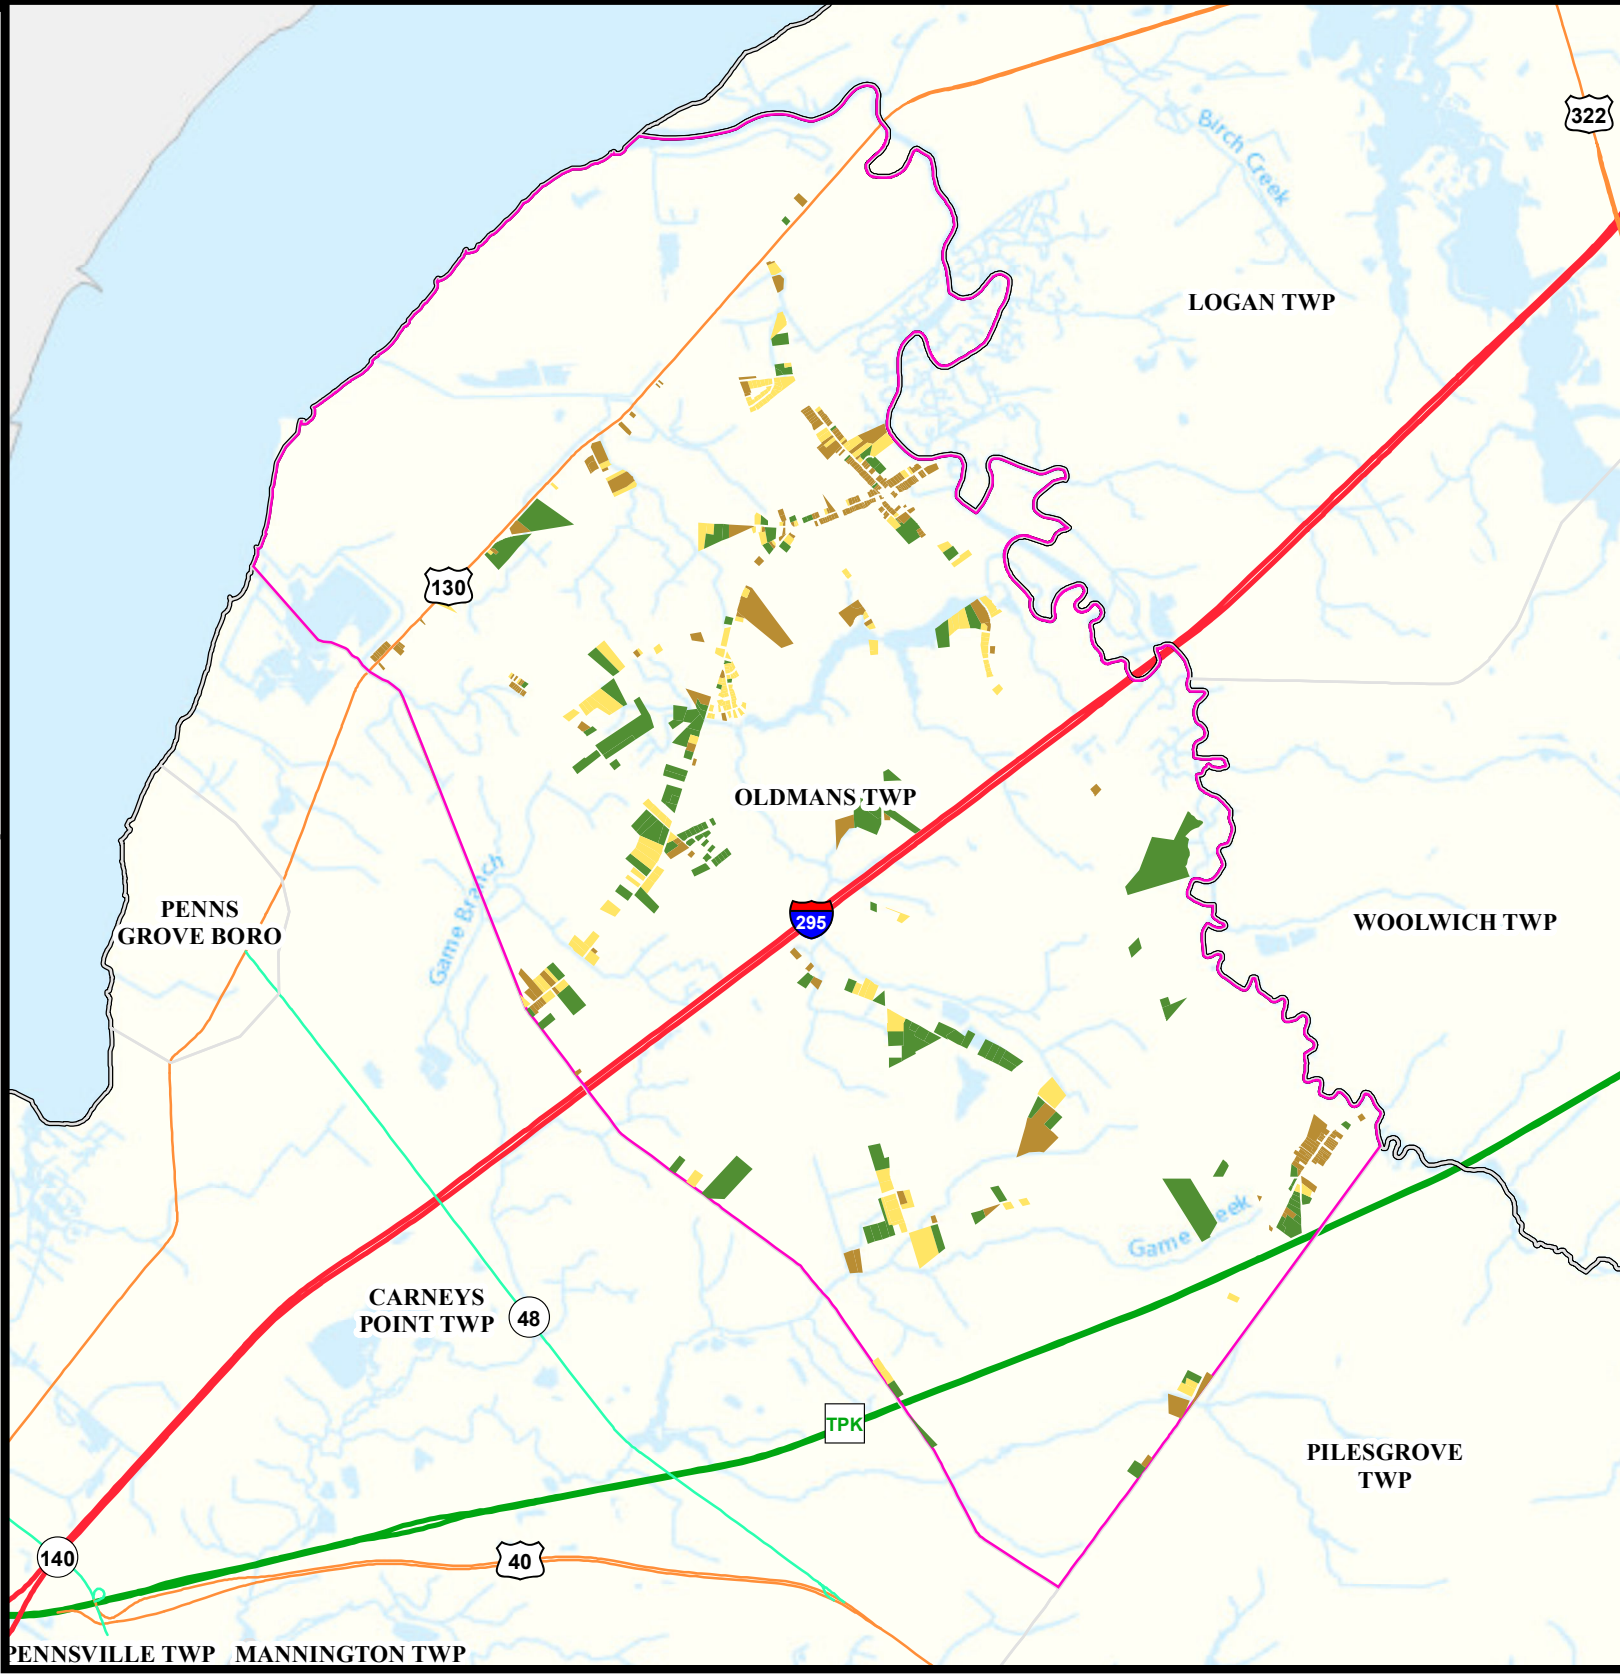 322
Birch Creek
LOGAN TWP
130
OLDMANS TWP
Game Branch
PENNS
GROVE BORO
295
WOOLWICH TWP
Game eek
CARNEYS
POINT TWP
48
TPK
PILESGROVE
TWP
140
40
PENNSVILLE TWP
MANNINGTON TWP